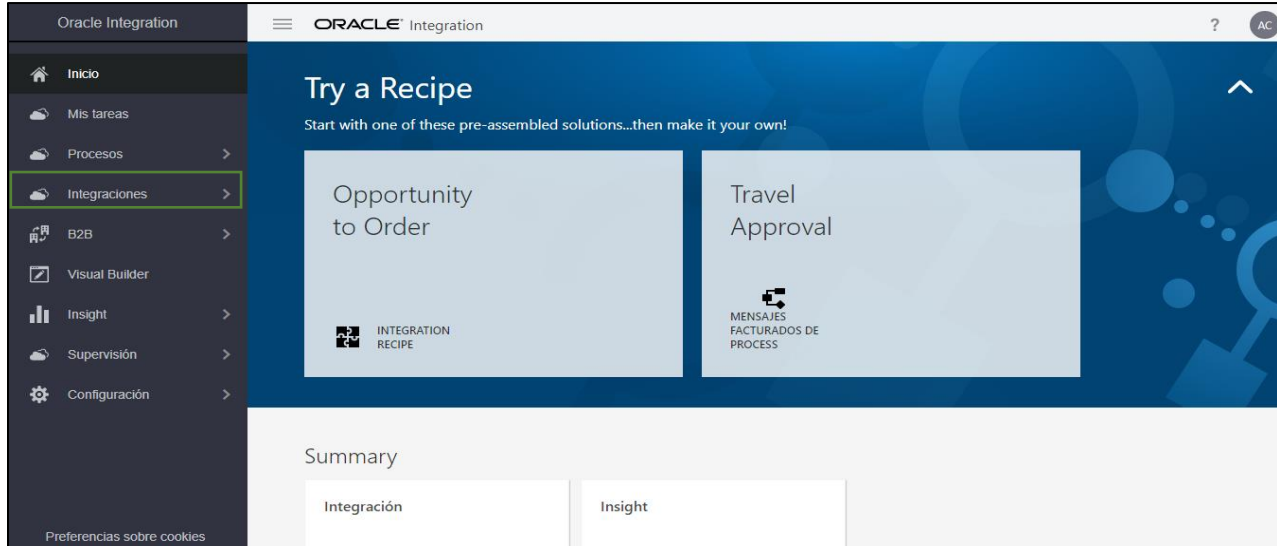 Oracle Integration
ORACLE Integration
?
AC
Inicio
Mis tareas
Procesos
Integraciones
B2B
Visual Builder
Insight
Supervisión
Configuración
Preferencias sobre cookies
Try a Recipe
Start with one of these pre-assembled solutions...then make it your own!
Opportunity
to Order
INTEGRATION
RECIPE
Travel
Approval
MENSAJES
FACTURADOS DE
PROCESS
Summary
Integración
Insight